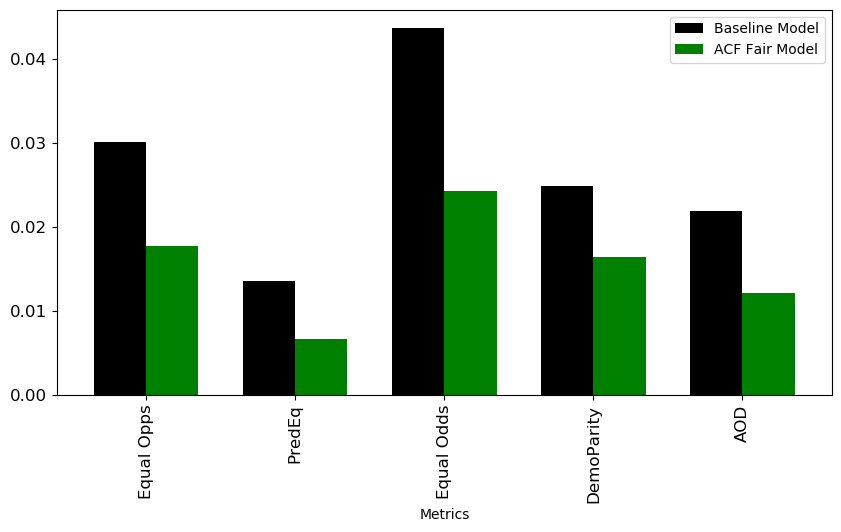 Baseline Model
ACF Fair Model
0.04
0.03
0.02
0.01
0.00
Equal Opps
PredEq
Equal Odds
DemoParity
AOD
Metrics